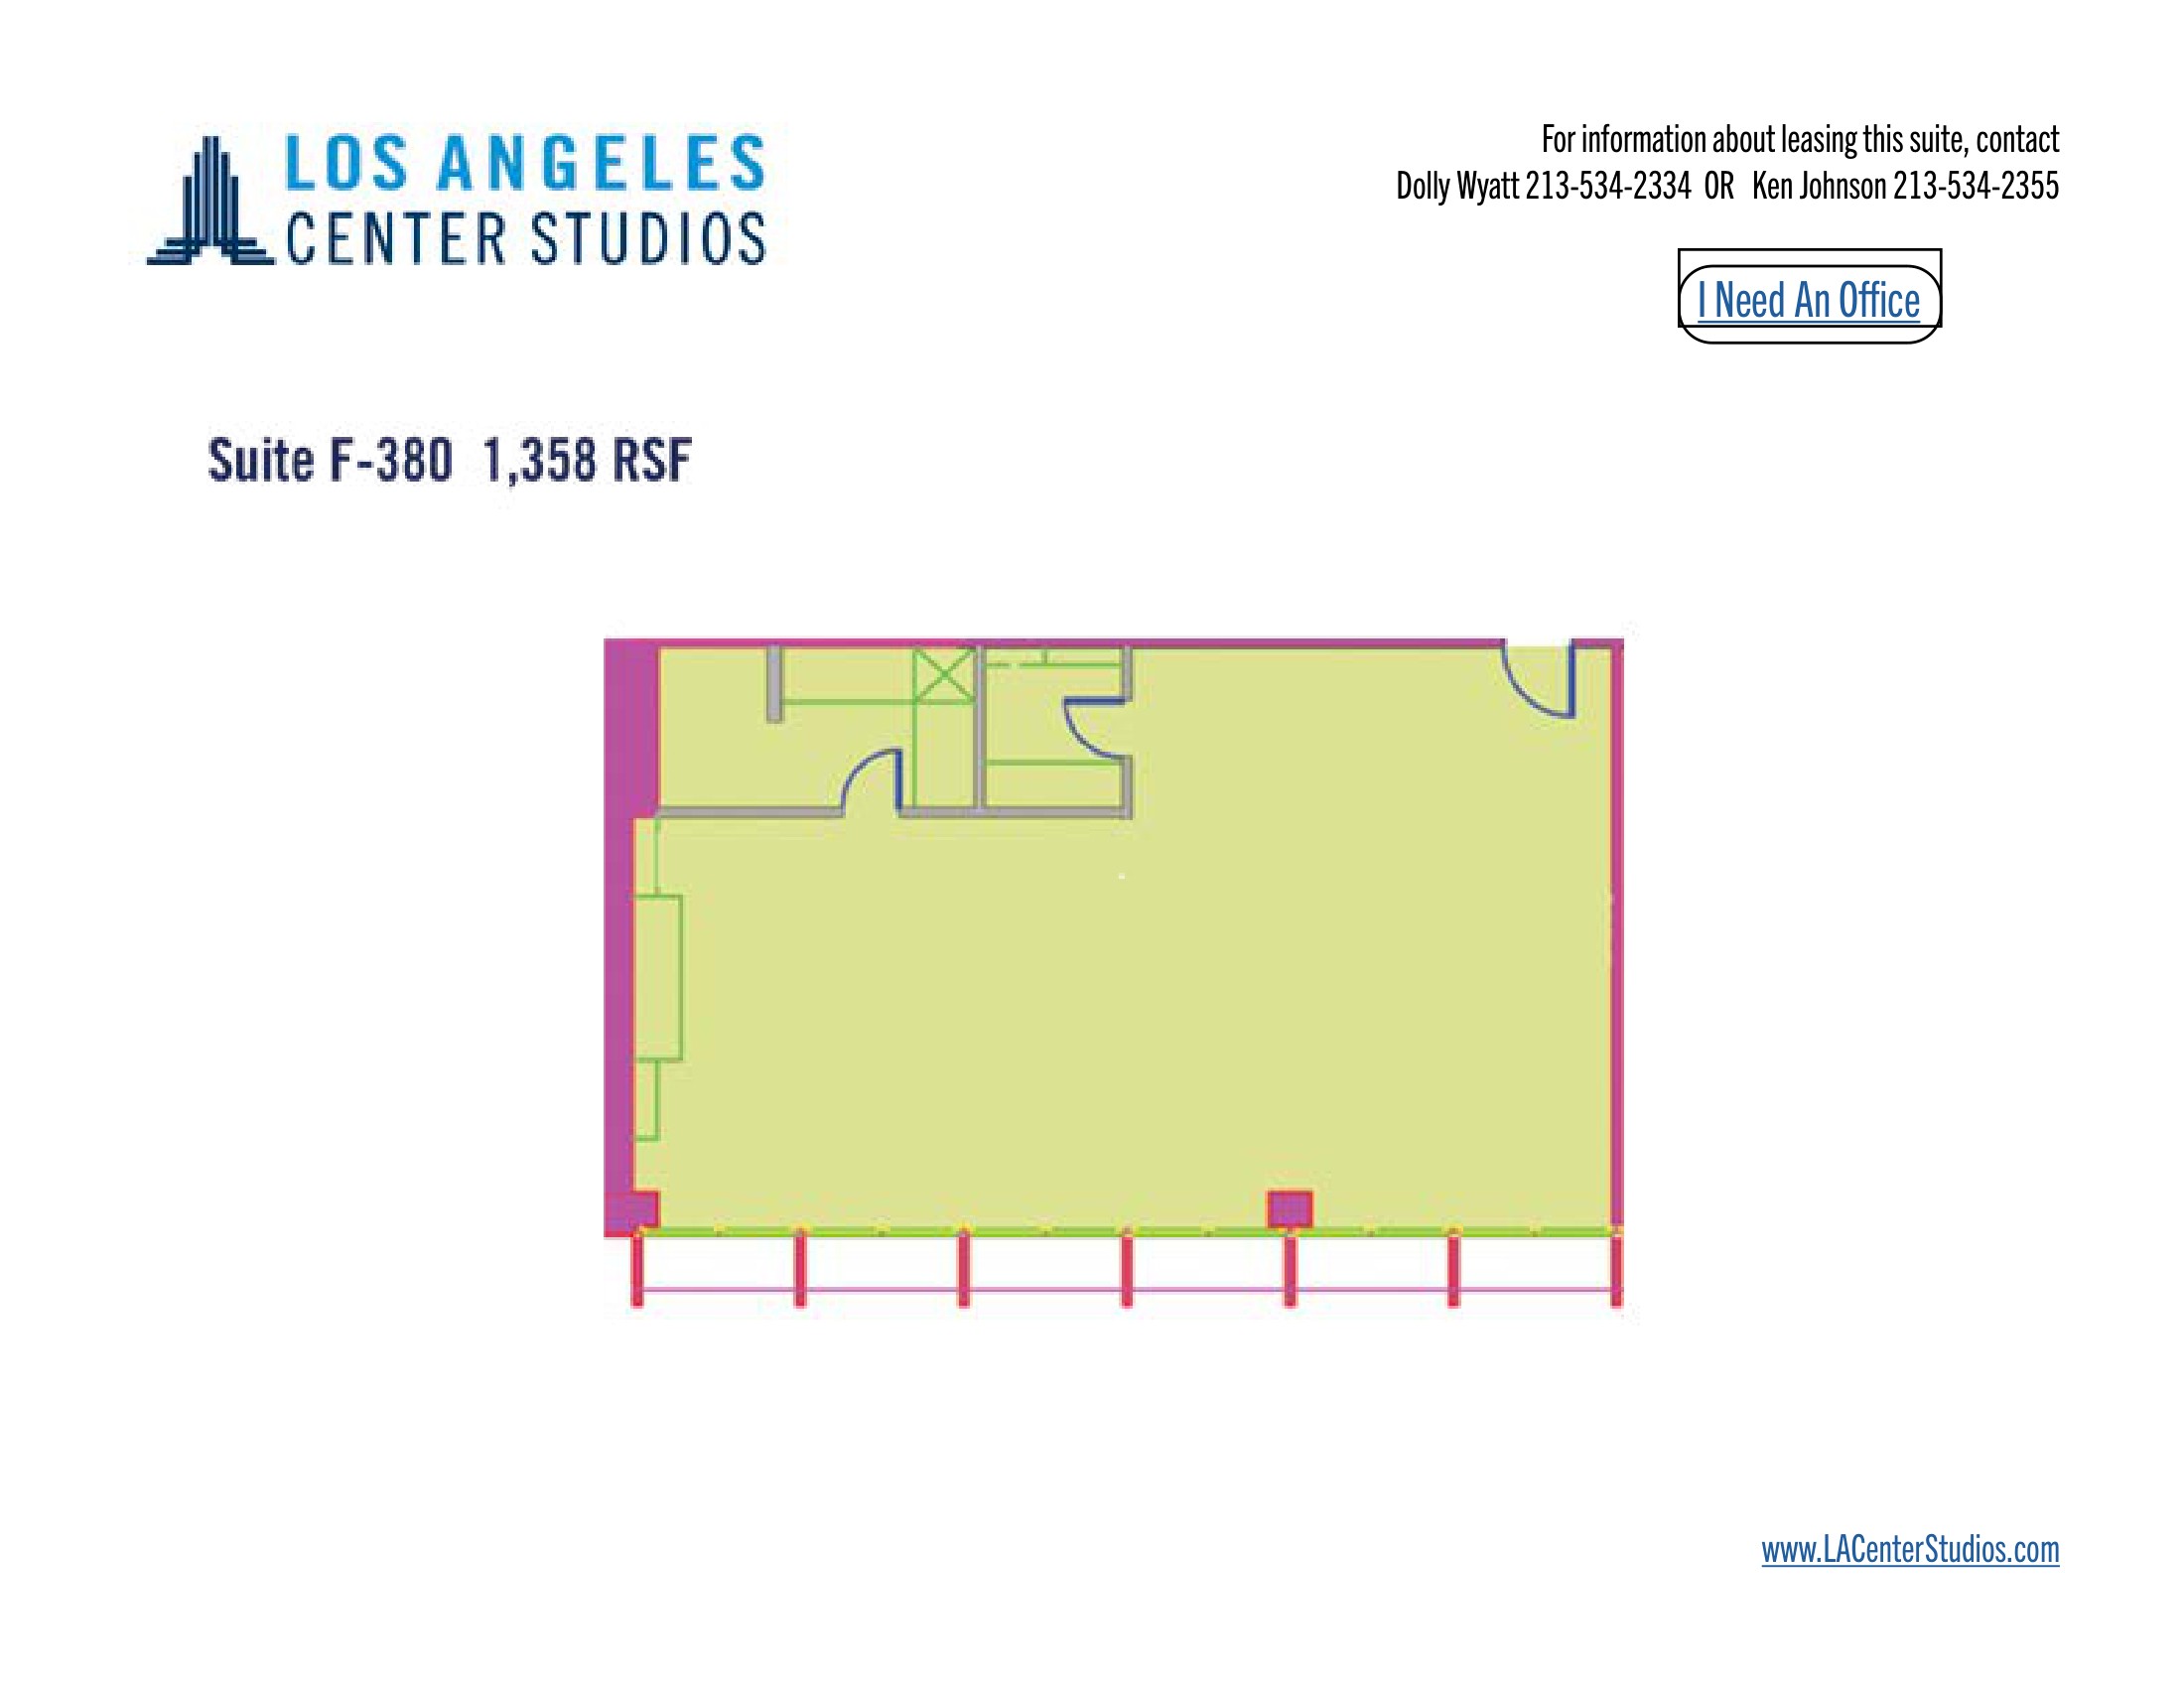 LOS ANGELES
CENTER STUDIOS
For information about leasing this suite, contact
Dolly Wyatt 213-534-2334  OR   Ken Johnson 213-534-2355
I Need An Office
Suite F-380  1,358 RSF
www.LACenterStudios.com